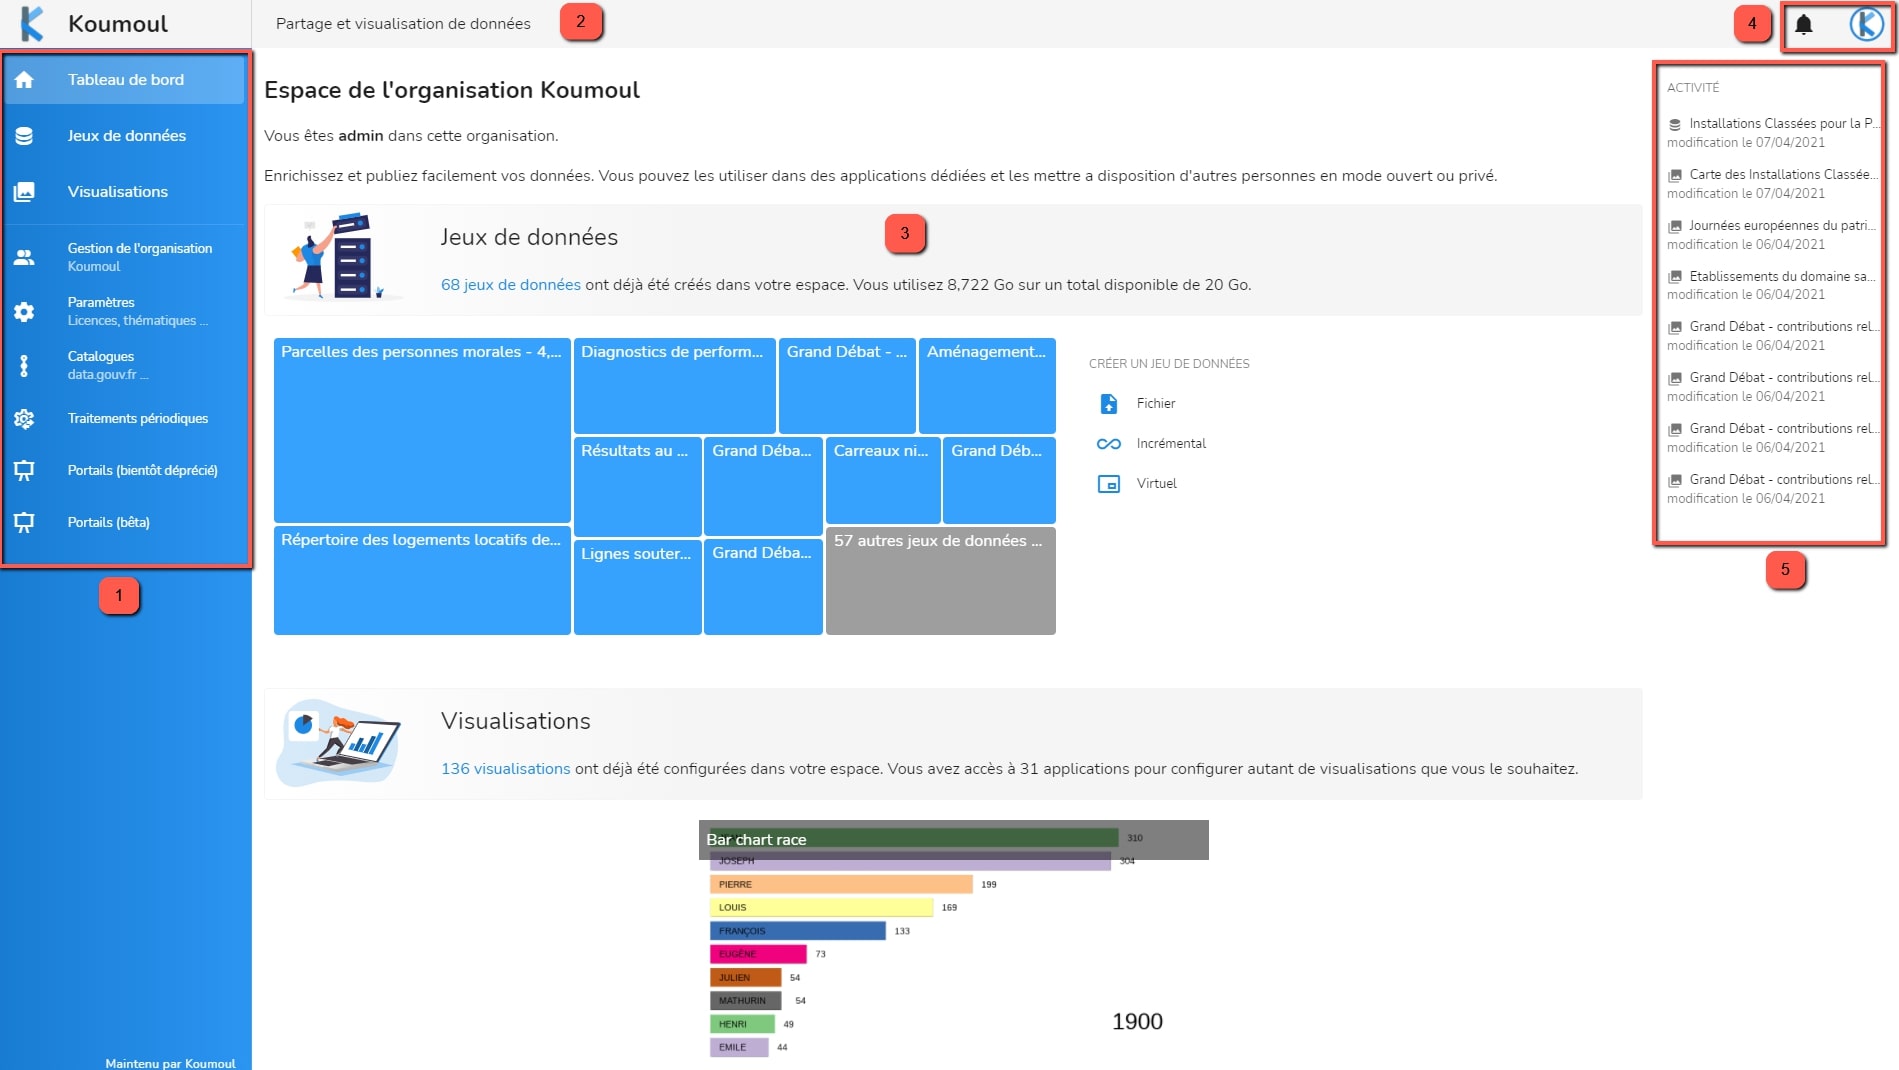 Koumoul
Partage et visualisation de données
2
4
Tableau de bord
Jeux de données
Visualisations
Gestion de l'organisation
Koumoul
Paramètres
Licences, thématiques ...
Catalogues
data.gouv.fr ...
Traitements périodiques
Portails (bientôt déprécié)
Portails (bêta)
1
Maintenu par Koumoul
Espace de l'organisation Koumoul
Vous êtes admin dans cette organisation.
Enrichissez et publiez facilement vos données. Vous pouvez les utiliser dans des applications dédiées et les mettre a disposition d'autres personnes en mode ouvert ou privé.
Jeux de données
3
68 jeux de données ont déjà été créés dans votre espace. Vous utilisez 8,722 Go sur un total disponible de 20 Go.
Parcelles des personnes morales - 4,...
Diagnostics de perform...
Grand Débat - ...
Aménagement...
Résultats au ...
Grand Déba...
Carreaux ni...
Grand Déb...
Répertoire des logements locatifs de...
Lignes souter...
Grand Déba...
57 autres jeux de données ...
CRÉER UN JEU DE DONNÉES
Fichier
Incrémental
Virtuel
Visualisations
136 visualisations ont déjà été configurées dans votre espace. Vous avez accès à 31 applications pour configurer autant de visualisations que vous le souhaitez.
Bar chart race
310
JOSEPH 304
PIERRE 199
LOUIS 169
FRANÇOIS 133
EUGÈNE 73
JULIEN 54
MATHURIN 54
HENRI 49
EMILE 44
1900
ACTIVITÉ
Installations Classées pour la P...
modification le 07/04/2021
Carte des Installations Classée...
modification le 07/04/2021
Journées européennes du patri...
modification le 06/04/2021
Etablissements du domaine sa...
modification le 06/04/2021
Grand Débat - contributions rel...
modification le 06/04/2021
Grand Débat - contributions rel...
modification le 06/04/2021
Grand Débat - contributions rel...
modification le 06/04/2021
Grand Débat - contributions rel...
modification le 06/04/2021
5